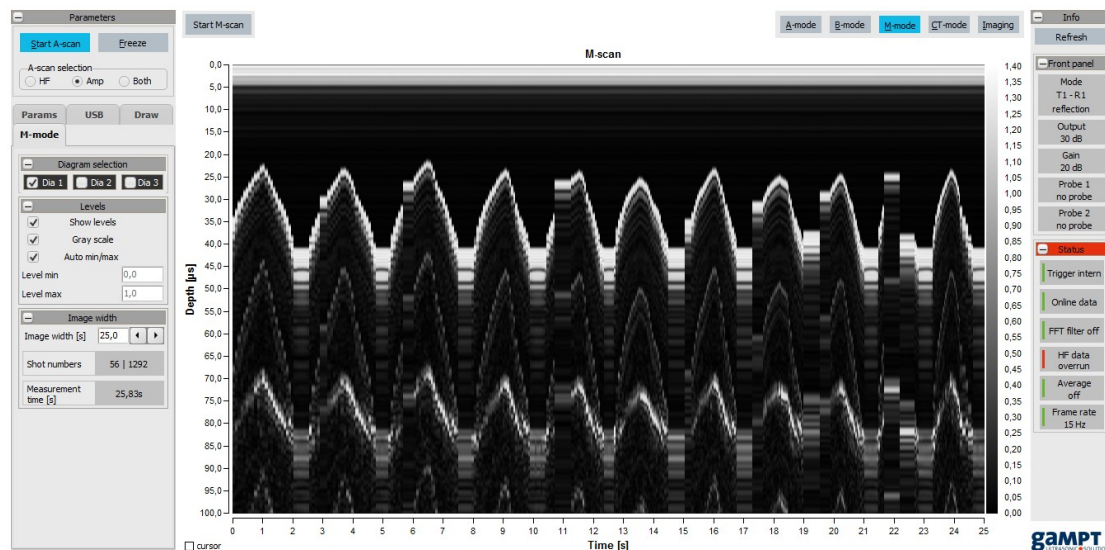 Parameters
Start A-scan
Freeze
A-scan selection
HF
Amp
Both
Params
USB
Draw
M-mode
Diagram selection
Dia 1
Dia 2
Dia 3
Levels
Show levels
Gray scale
Auto min/max
Level min
0,0
Level max
1,0
Image width
Image width [s]
25,0
Shot numbers
56 | 1292
Measurement
time [s]
25,83s
Start M-scan
A-mode
B-mode
M-mode
CT-mode
Imaging
M-scan
Depth [µs]
0,0
5,0
10,0
15,0
20,0
25,0
30,0
35,0
40,0
45,0
50,0
55,0
60,0
65,0
70,0
75,0
80,0
85,0
90,0
95,0
100,0
0 1 2 3 4 5 6 7 8 9 10 11 12 13 14 15 16 17 18 19 20 21 22 23 24 25
Time [s]
cursor
1,40
1,35
1,30
1,25
1,20
1,15
1,10
1,05
1,00
0,95
0,90
0,85
0,80
0,75
0,70
0,65
0,60
0,55
0,50
0,45
0,40
0,35
0,30
0,25
0,20
0,15
0,10
0,05
0,00
Info
Refresh
Front panel
Mode
T1 - R1
reflection
Output
30 dB
Gain
20 dB
Probe 1
no probe
Probe 2
no probe
Status
Trigger intern
Online data
FFT filter off
HF data
overrun
Average
off
Frame rate
15 Hz
gaMPT